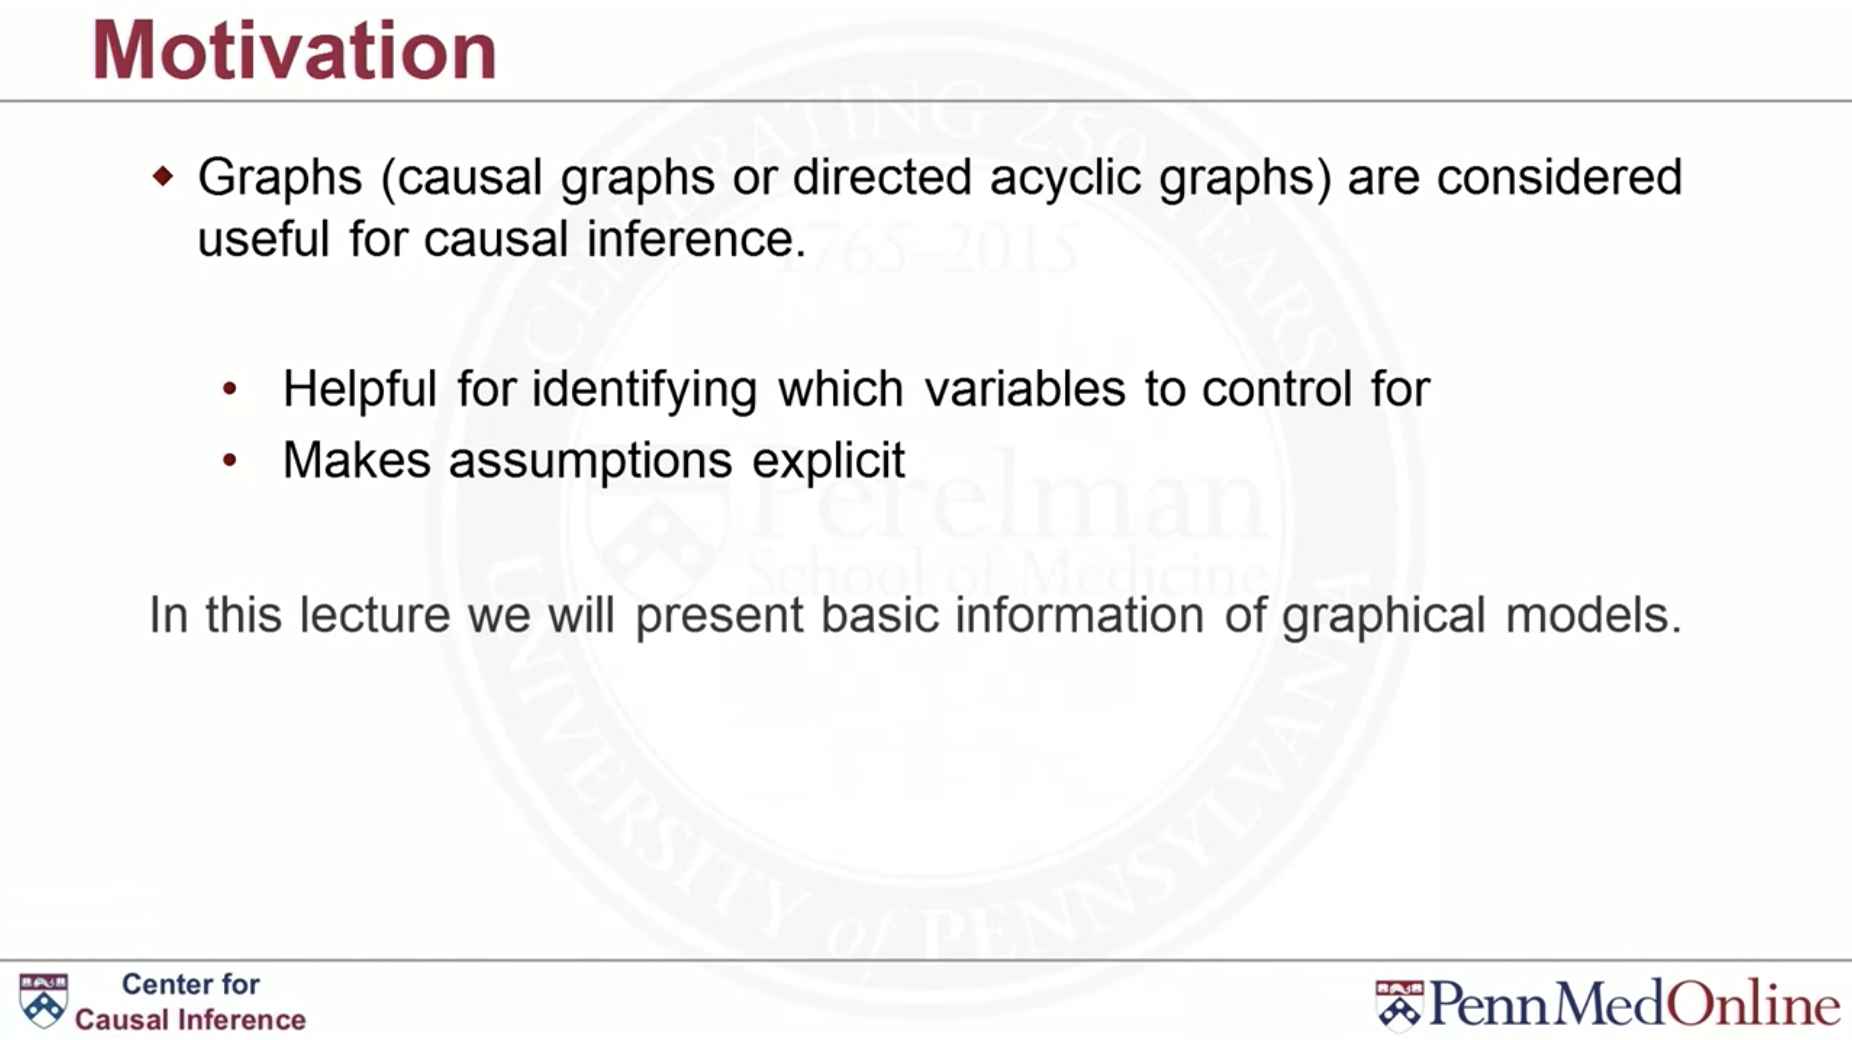 Motivation
Graphs (causal graphs or directed acyclic graphs) are considered
useful for causal inference.
Helpful for identifying which variables to control for
Makes assumptions explicit
In this lecture we will present basic information of graphical models.
CELEBRATING 250 YEARS
1765–2015
Perelman
School of Medicine
UNIVERSITY of PENNSYLVANIA
Center for
Causal Inference
PennMedOnline